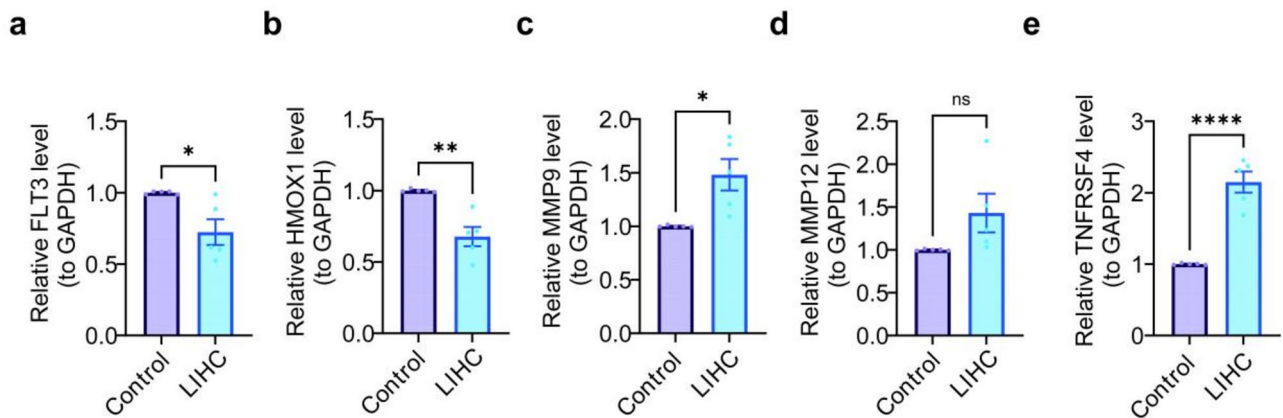 a
Relative FLT3 level
(to GAPDH)
1.5
1.0
0.5
0.0
*
Control
LIHC
b
Relative HMOX1 level
(to GAPDH)
1.5
1.0
0.5
0.0
**
Control
LIHC
c
Relative MMP9 level
(to GAPDH)
2.0
1.5
1.0
0.5
0.0
*
Control
LIHC
d
Relative MMP12 level
(to GAPDH)
2.5
2.0
1.5
1.0
0.5
0.0
ns
Control
LIHC
e
Relative TNFRSF4 level
(to GAPDH)
3
2
1
0
****
Control
LIHC